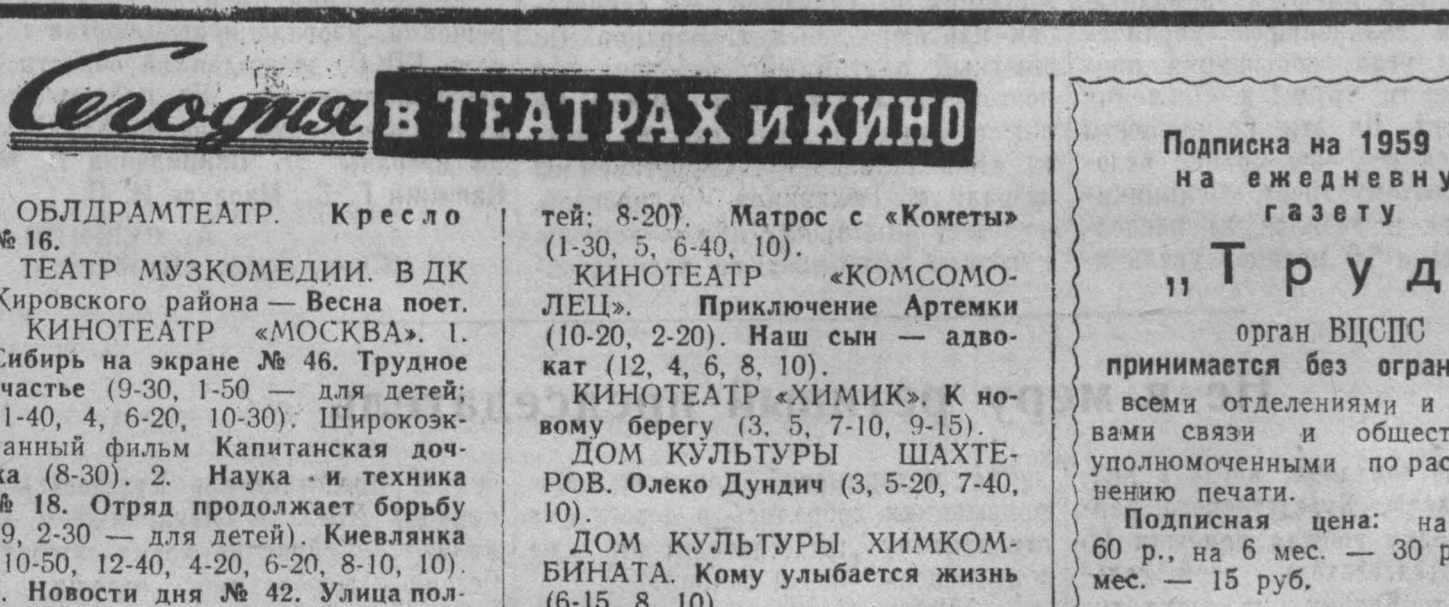 Сегодня в ТЕАТРАХ и КИНО
ОБЛДРАМТЕАТР. Кресло
№ 16.
ТЕАТР МУЗКОМЕДИИ. В ДК
Кировского района — Весна поет.
КИНОТЕАТР «МОСКВА». 1.
Сибирь на экране № 46. Трудное
счастье (9-30, 1-50 — для детей;
1-40, 4, 6-20, 10-30). Широкоэк-
ранный фильм Капитанская доч-
ка (8-30). 2. Наука и техника
№ 18. Отряд продолжает борьбу
9, 2-30 — для детей). Киевлянка
10-50, 12-40, 4-20, 6-20, 8-10, 10).
. Новости дня № 42. Улица пол-
тей; 8-20). Матрос с «Кометы»
(1-30, 5, 6-40, 10).
КИНОТЕАТР «КОМСОМО-
ЛЕЦ». Приключение Артемки
(10-20, 2-20). Наш сын — адво-
кат (12, 4, 6, 8, 10).
КИНОТЕАТР «ХИМИК». К но-
вому берегу (3, 5, 7-10, 9-15).
ДОМ КУЛЬТУРЫ ШАХТЕ-
РОВ. Олеко Дундич (3, 5-20, 7-40,
10).
ДОМ КУЛЬТУРЫ ХИМКОМ-
БИНАТА. Кому улыбается жизнь
(6-15, 8, 10)
Подписка на 1959
на ежедневну
газету
„Труд
орган ВЦСПС
принимается без огран
всеми отделениями и
вами связи и общест
уполномоченными по рас
нению печати.
Подписная цена: на
60 р., на 6 мес. — 30 р
мес. — 15 руб.